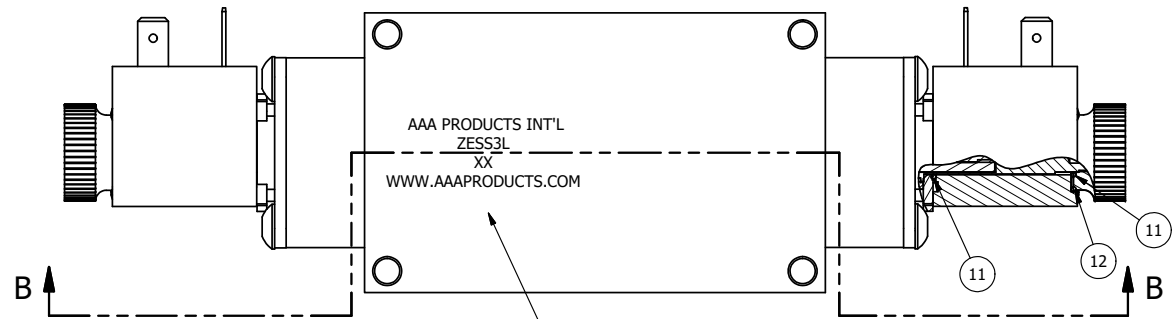 AAA PRODUCTS INT'L
ZESS3L
XX
WWW.AAAPRODUCTS.COM
11
12
11
B
B